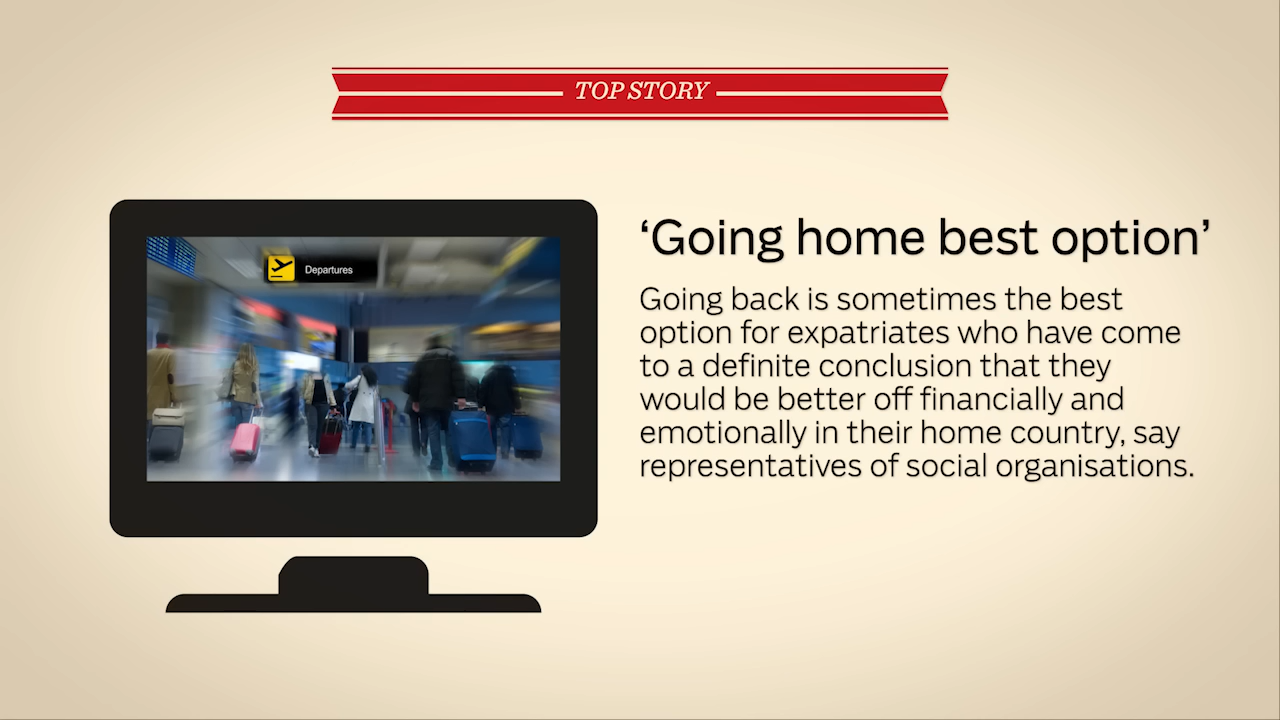 TOP STORY
Departures
‘Going home best option’
Going back is sometimes the best
option for expatriates who have come
to a definite conclusion that they
would be better off financially and
emotionally in their home country, say
representatives of social organisations.